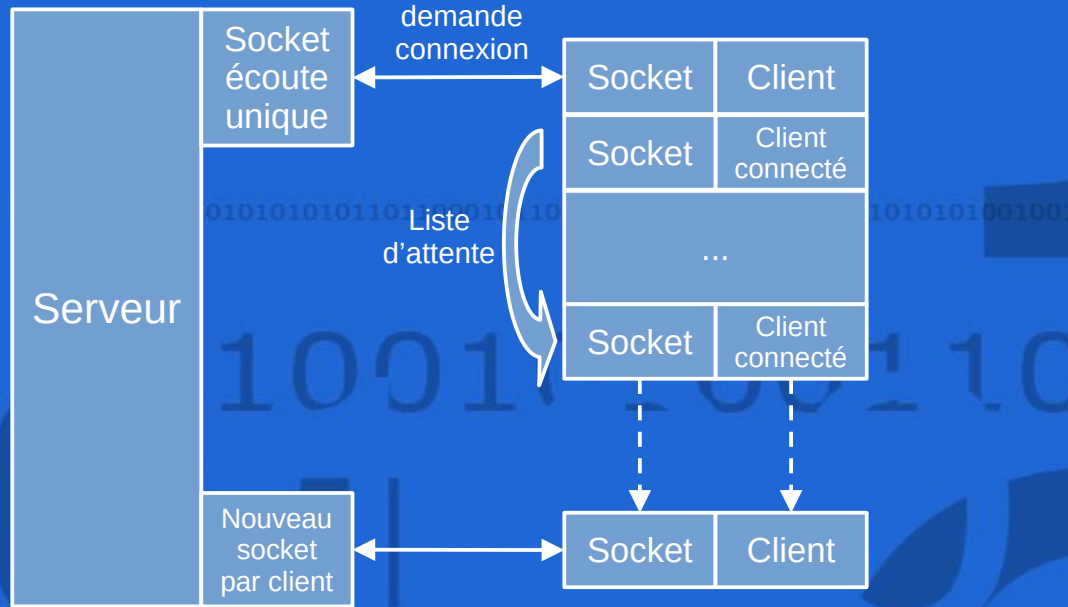 demande
connexion
Socket
écoute
unique
Socket
Client
Socket
Client
connecté
Liste
d'attente
...
Serveur
Socket
Client
connecté
Nouveau
socket
par client
Socket
Client